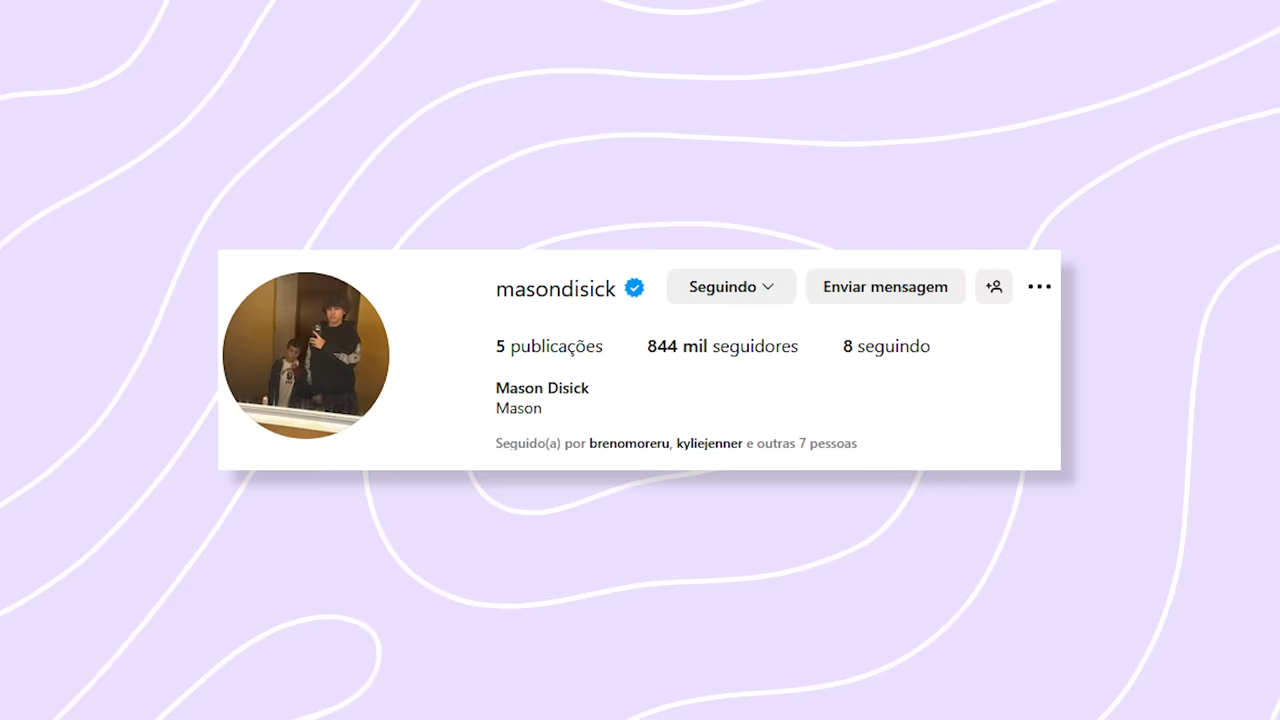 masondisick Seguindo Enviar mensagem
5 publicações 844 mil seguidores 8 seguindo
Mason Disick
Mason
Seguido(a) por brenomoreru, kyliejenner e outras 7 pessoas